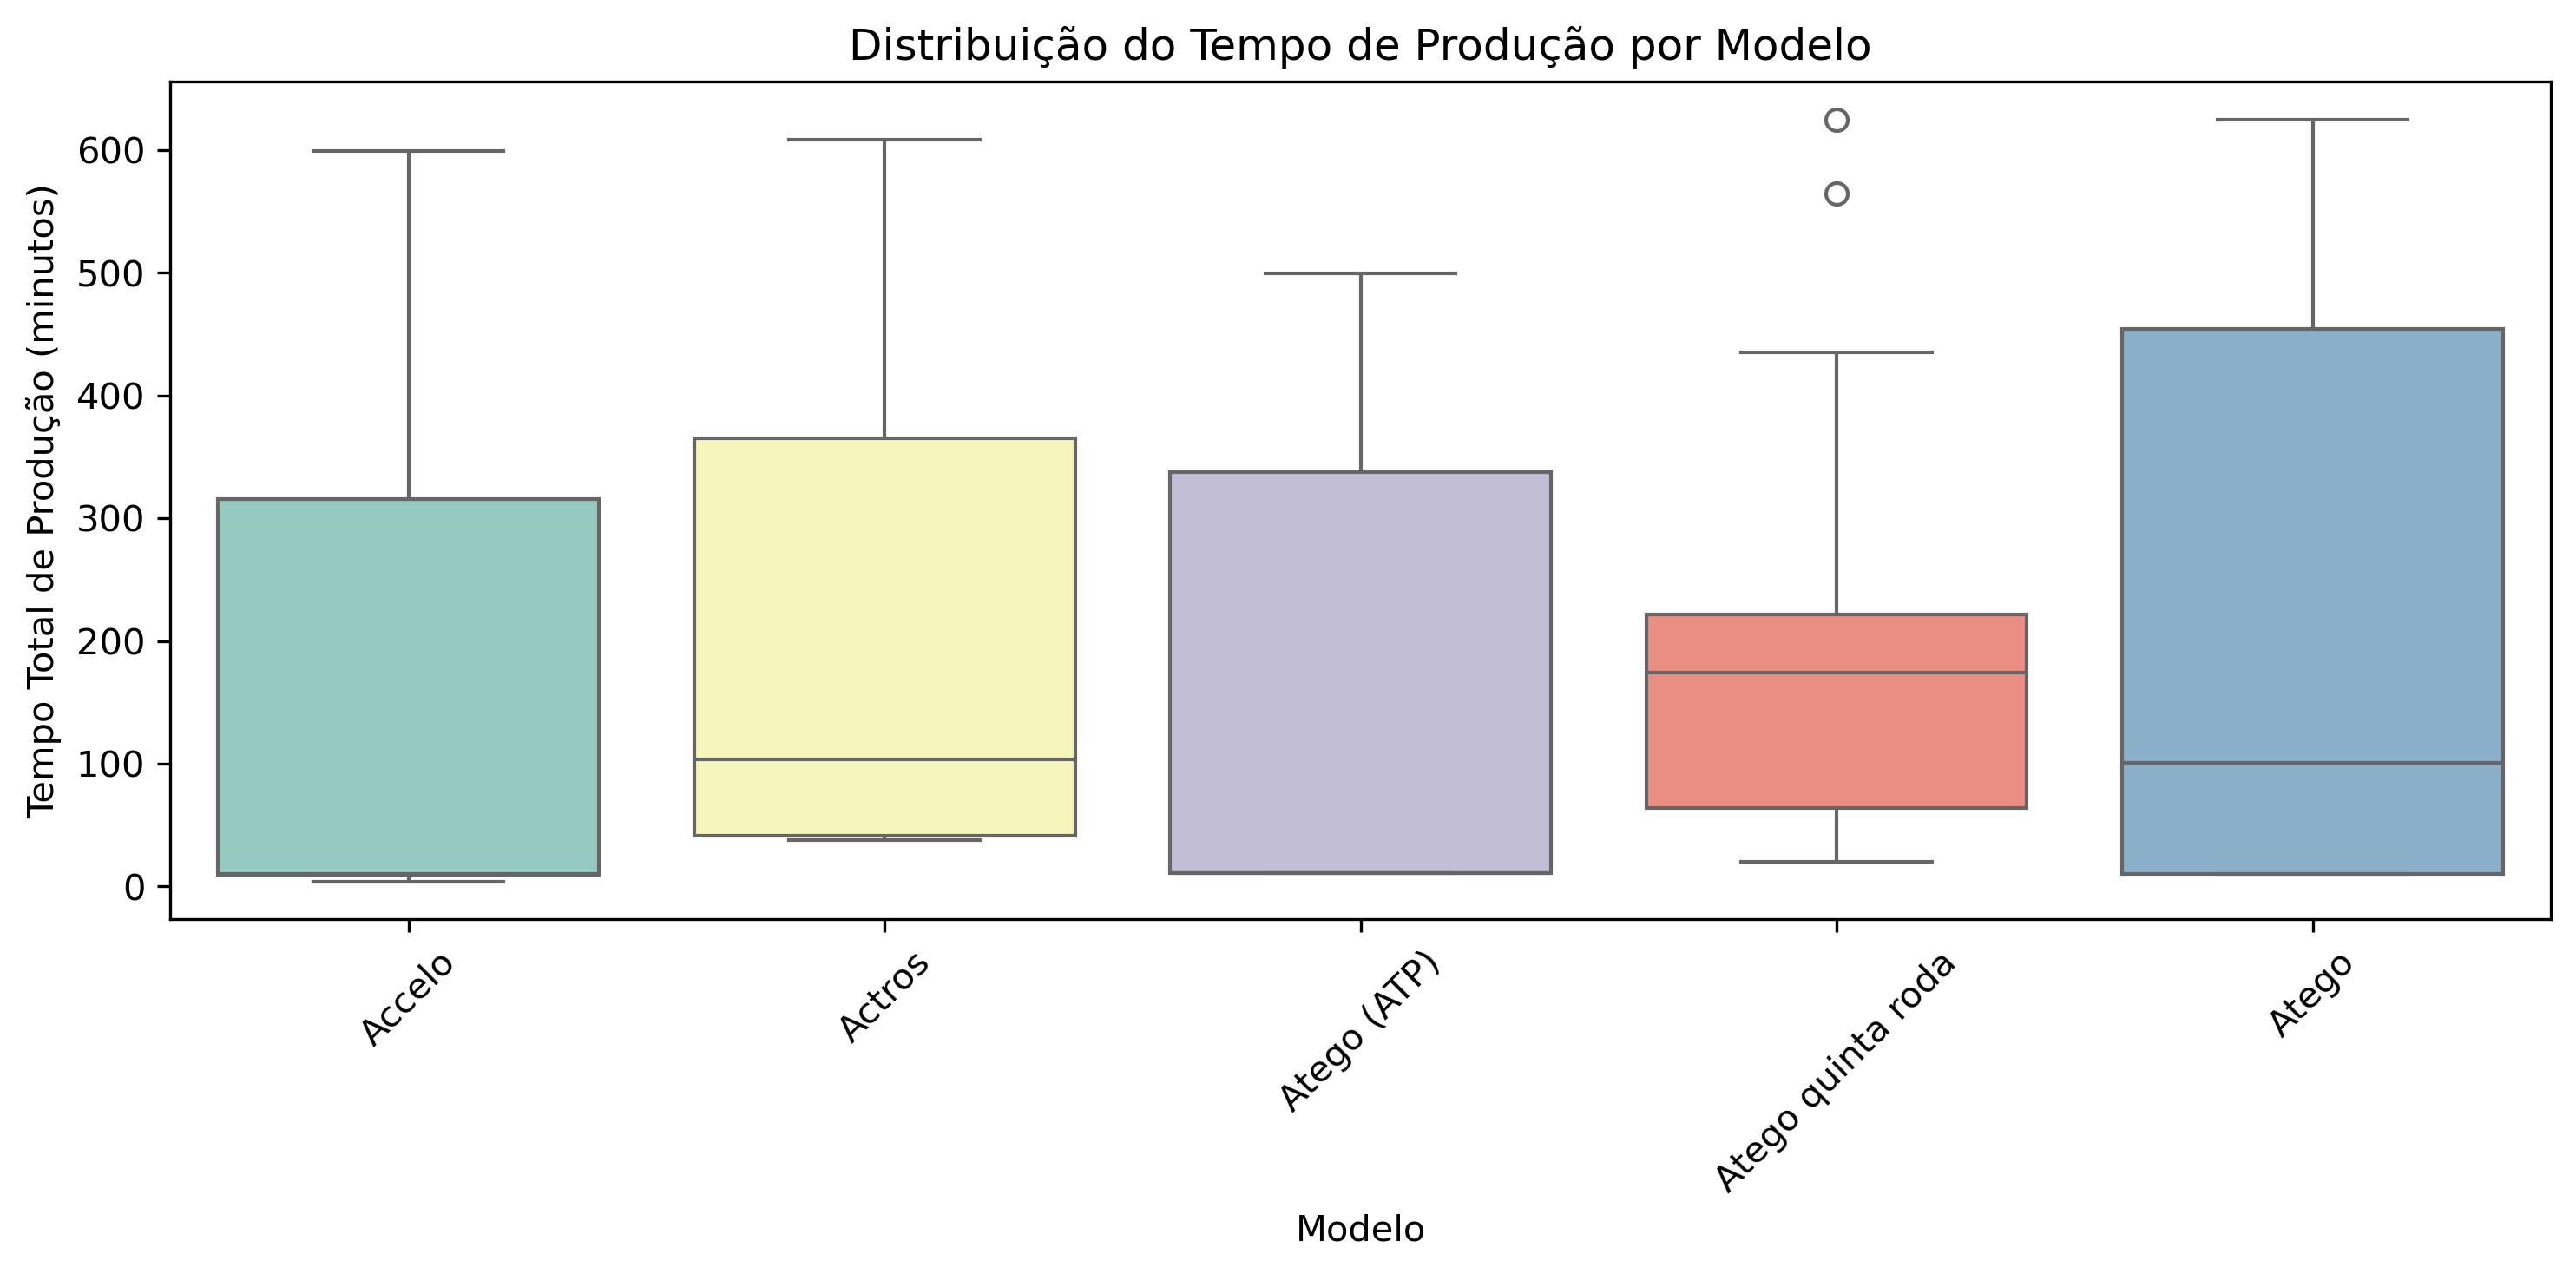 Distribuição do Tempo de Produção por Modelo
Tempo Total de Produção (minutos)
600
500
400
300
200
100
0
Accelo
Actros
Atego (ATP)
Atego quinta roda
Atego
Modelo